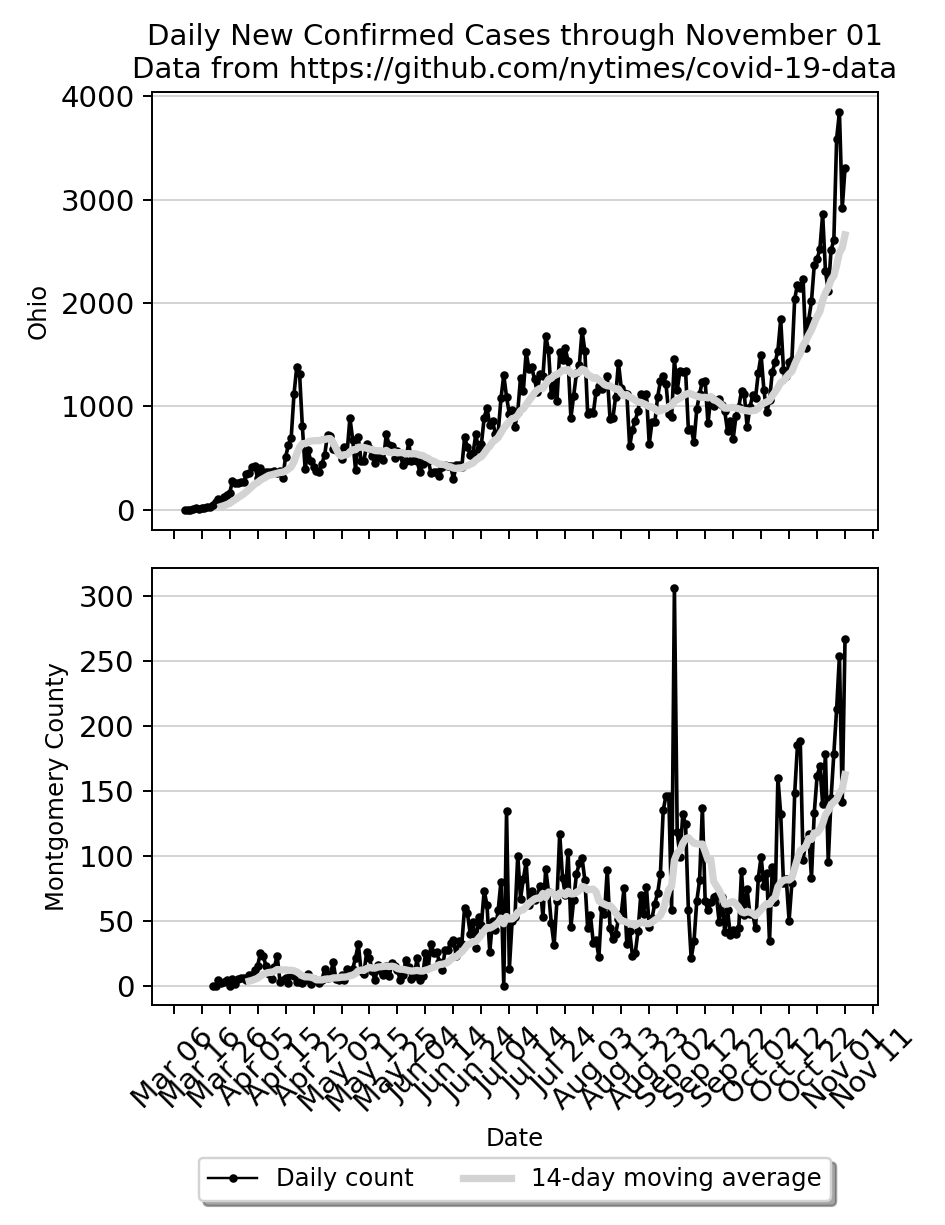 Daily New Confirmed Cases through November 01
Data from https://github.com/nytimes/covid-19-data
4000
3000
2000
1000
0
Ohio
300
250
200
150
100
50
0
Montgomery County
Mar 06
Mar 16
Mar 26
Apr 05
Apr 15
Apr 25
May 05
May 15
May 25
Jun 04
Jun 14
Jun 24
Jul 04
Jul 14
Jul 24
Aug 03
Aug 13
Aug 23
Sep 02
Sep 12
Sep 22
Oct 02
Oct 12
Oct 22
Nov 01
Nov 11
Date
Daily count
14-day moving average